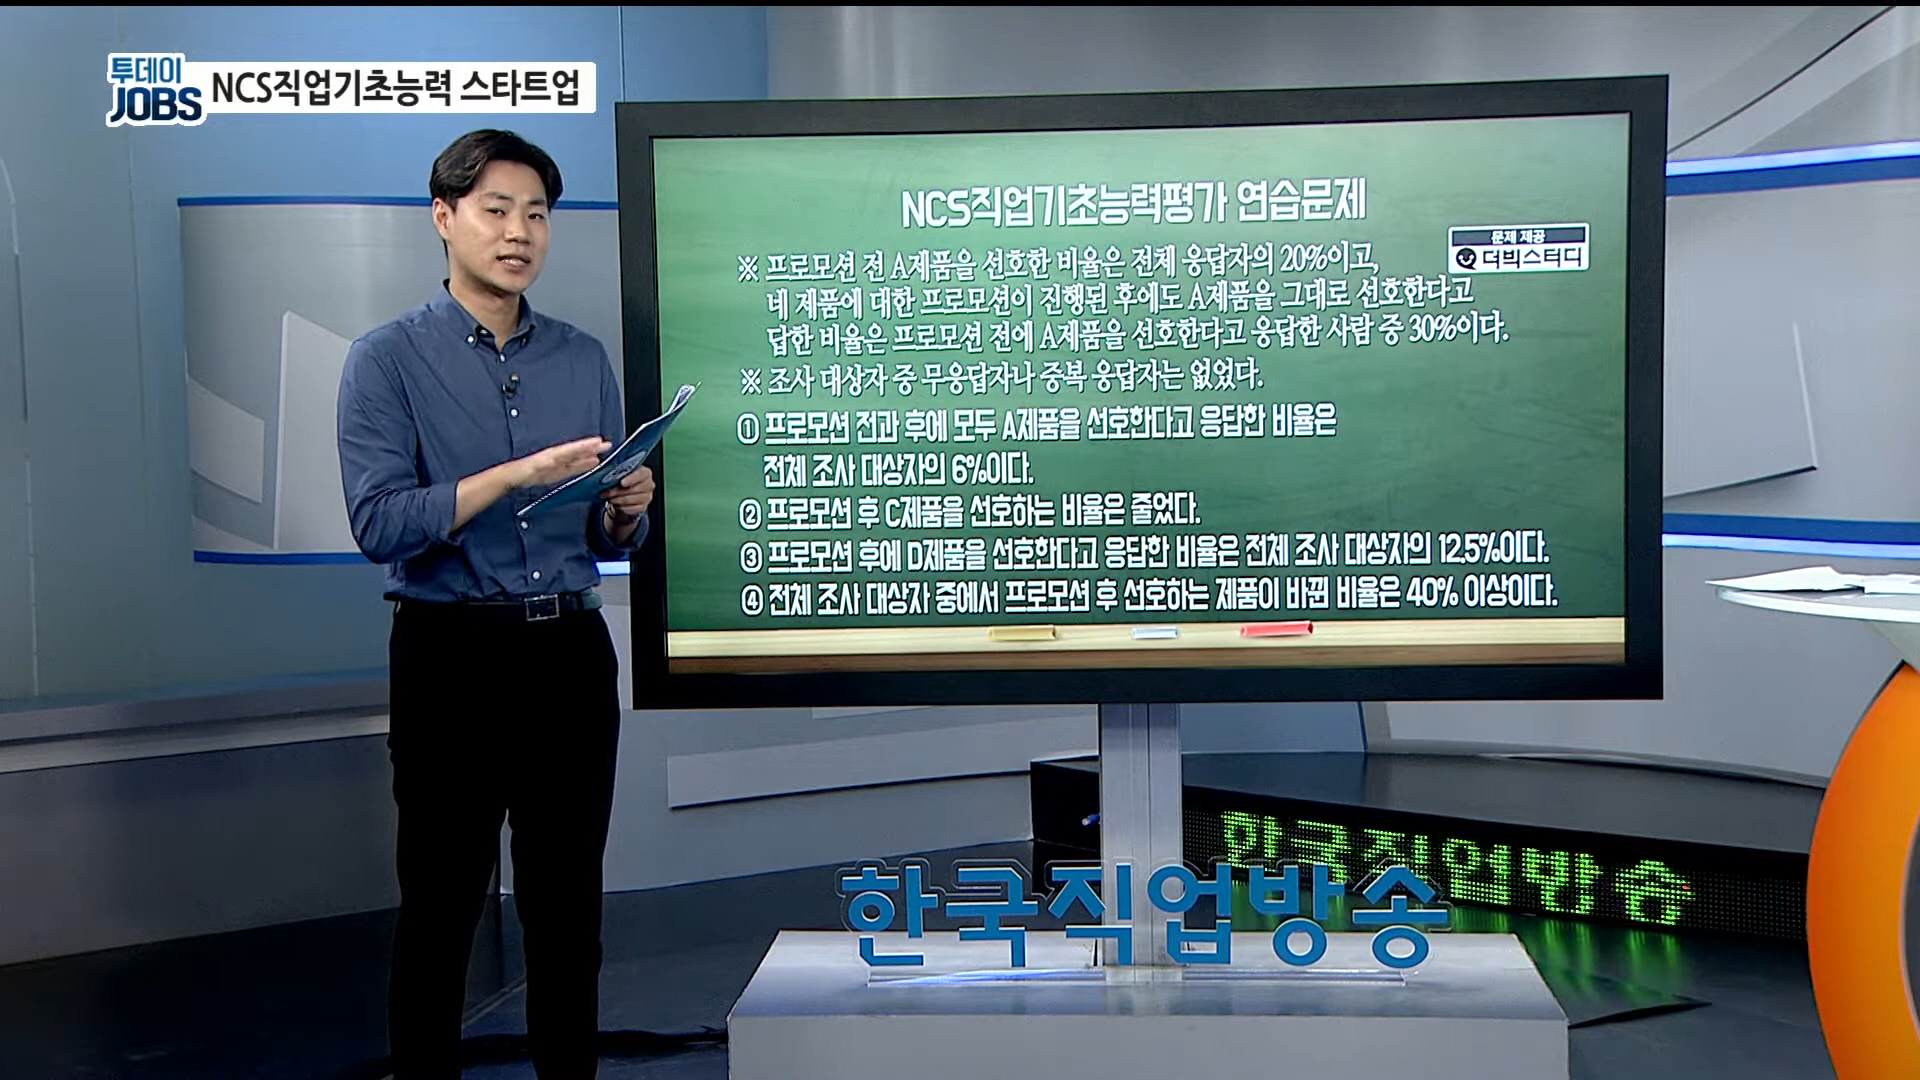 투데이
JOBS
NCS직업기초능력 스타트업
NCS직업기초능력평가 연습문제
문제 제공
더빅스터디
※ 프로모션 전 A제품을 선호한 비율은 전체 응답자의 20%이고,
네 제품에 대한 프로모션이 진행된 후에도 A제품을 그대로 선호한다고
답한 비율은 프로모션 전에 A제품을 선호한다고 응답한 사람 중 30%이다.
※ 조사 대상자 중 무응답자나 중복 응답자는 없었다.
① 프로모션 전과 후에 모두 A제품을 선호한다고 응답한 비율은
전체 조사 대상자의 6%이다.
② 프로모션 후 C제품을 선호하는 비율은 줄었다.
③ 프로모션 후에 D제품을 선호한다고 응답한 비율은 전체 조사 대상자의 12.5%이다.
④ 전체 조사 대상자 중에서 프로모션 후 선호하는 제품이 바뀐 비율은 40% 이상이다.
한국직업방송
한국직업방송